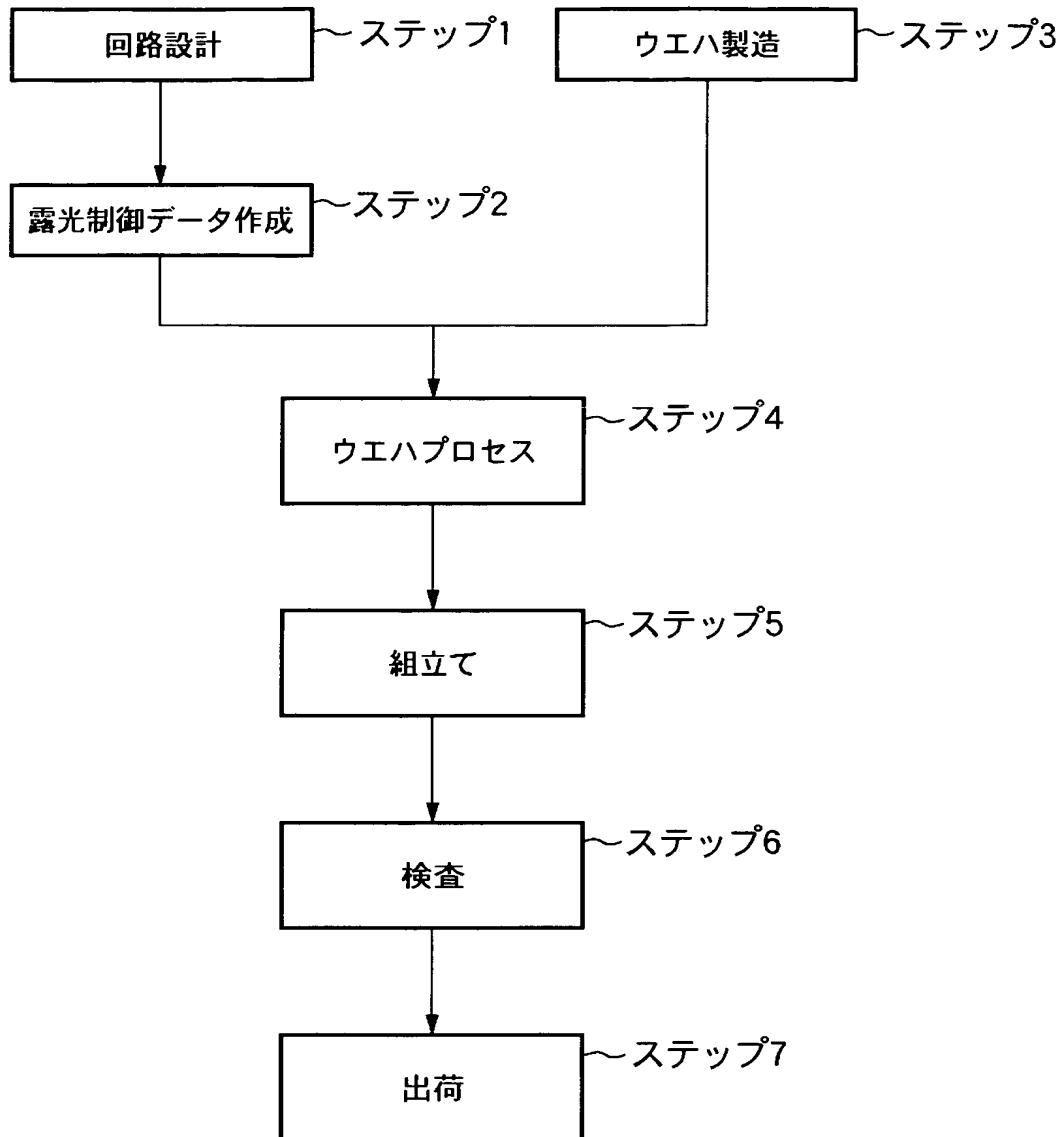 回路設計
ステップ1
ウエハ製造
ステップ3
露光制御データ作成
ステップ2
ウエハプロセス
ステップ4
組立て
ステップ5
検査
ステップ6
出荷
ステップ7